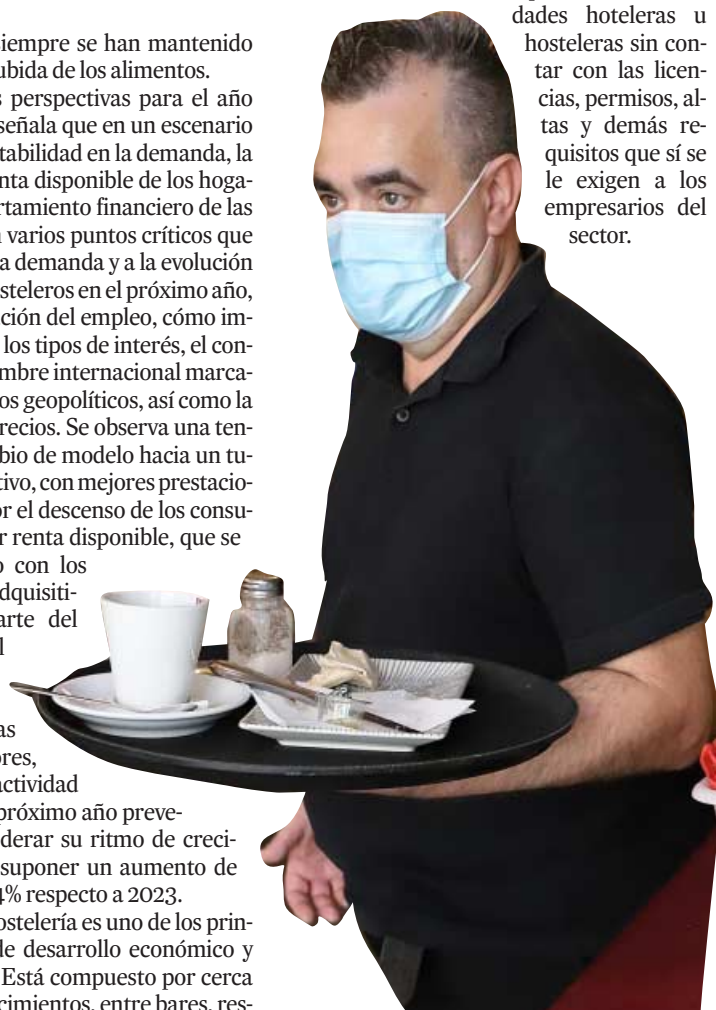 siempre se han mantenido
ubida de los alimentos.
s perspectivas para el año
señala que en un escenario
tabilidad en la demanda, la
nta disponible de los hoga-
rtamiento financiero de las
n varios puntos críticos que
a demanda y a la evolución
steleros en el próximo año,
ción del empleo, cómo im-
los tipos de interés, el con-
mbre internacional marca-
os geopolíticos, así como la
recios. Se observa una ten-
bio de modelo hacia un tu-
tivo, con mejores prestacio-
or el descenso de los consu-
r renta disponible, que se
o con los
dquisiti-
arte del
l
as
ores,
actividad
próximo año preve-
derar su ritmo de creci-
suponer un aumento de
4% respecto a 2023.
ostelería es uno de los prin-
de desarrollo económico y
Está compuesto por cerca
cimientos, entre bares, res-
dades hoteleras u
hosteleras sin con-
tar con las licen-
cias, permisos, al-
tas y demás re-
quisitos que sí se
le exigen a los
empresarios del
sector.